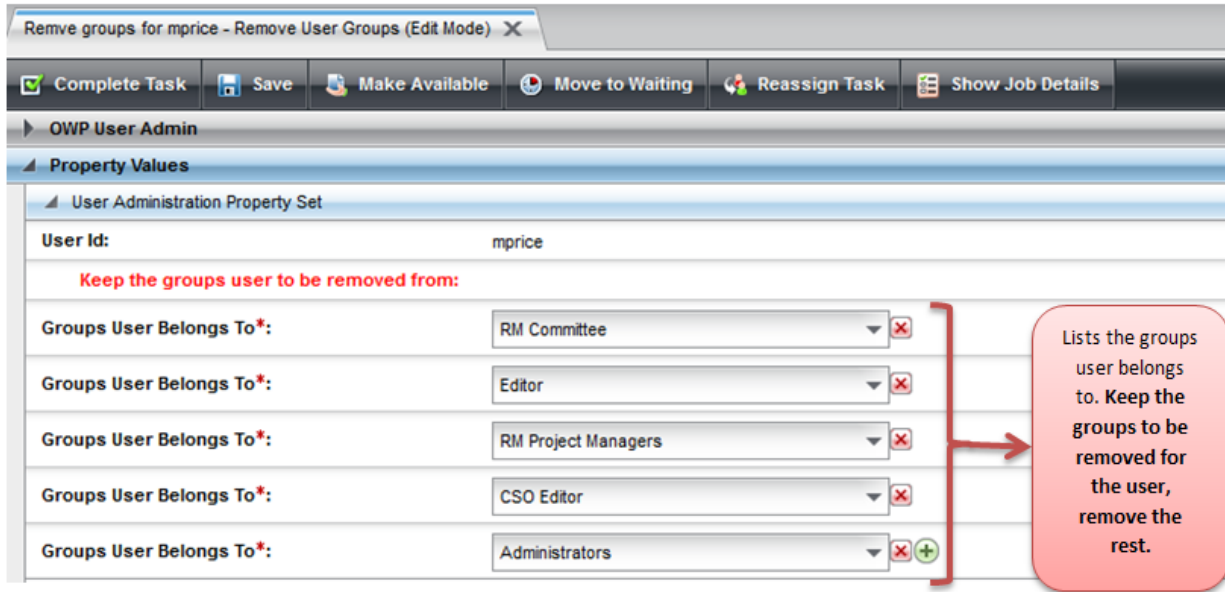 Remve groups for mprice - Remove User Groups (Edit Mode)
Complete Task Save Make Available Move to Waiting Reassign Task Show Job Details
OWP User Admin
Property Values
User Administration Property Set
User Id: mprice
Keep the groups user to be removed from:
Groups User Belongs To*: RM Committee
Groups User Belongs To*: Editor
Groups User Belongs To*: RM Project Managers
Groups User Belongs To*: CSO Editor
Groups User Belongs To*: Administrators
Lists the groups
user belongs
to. Keep the
groups to be
removed for
the user,
remove the
rest.